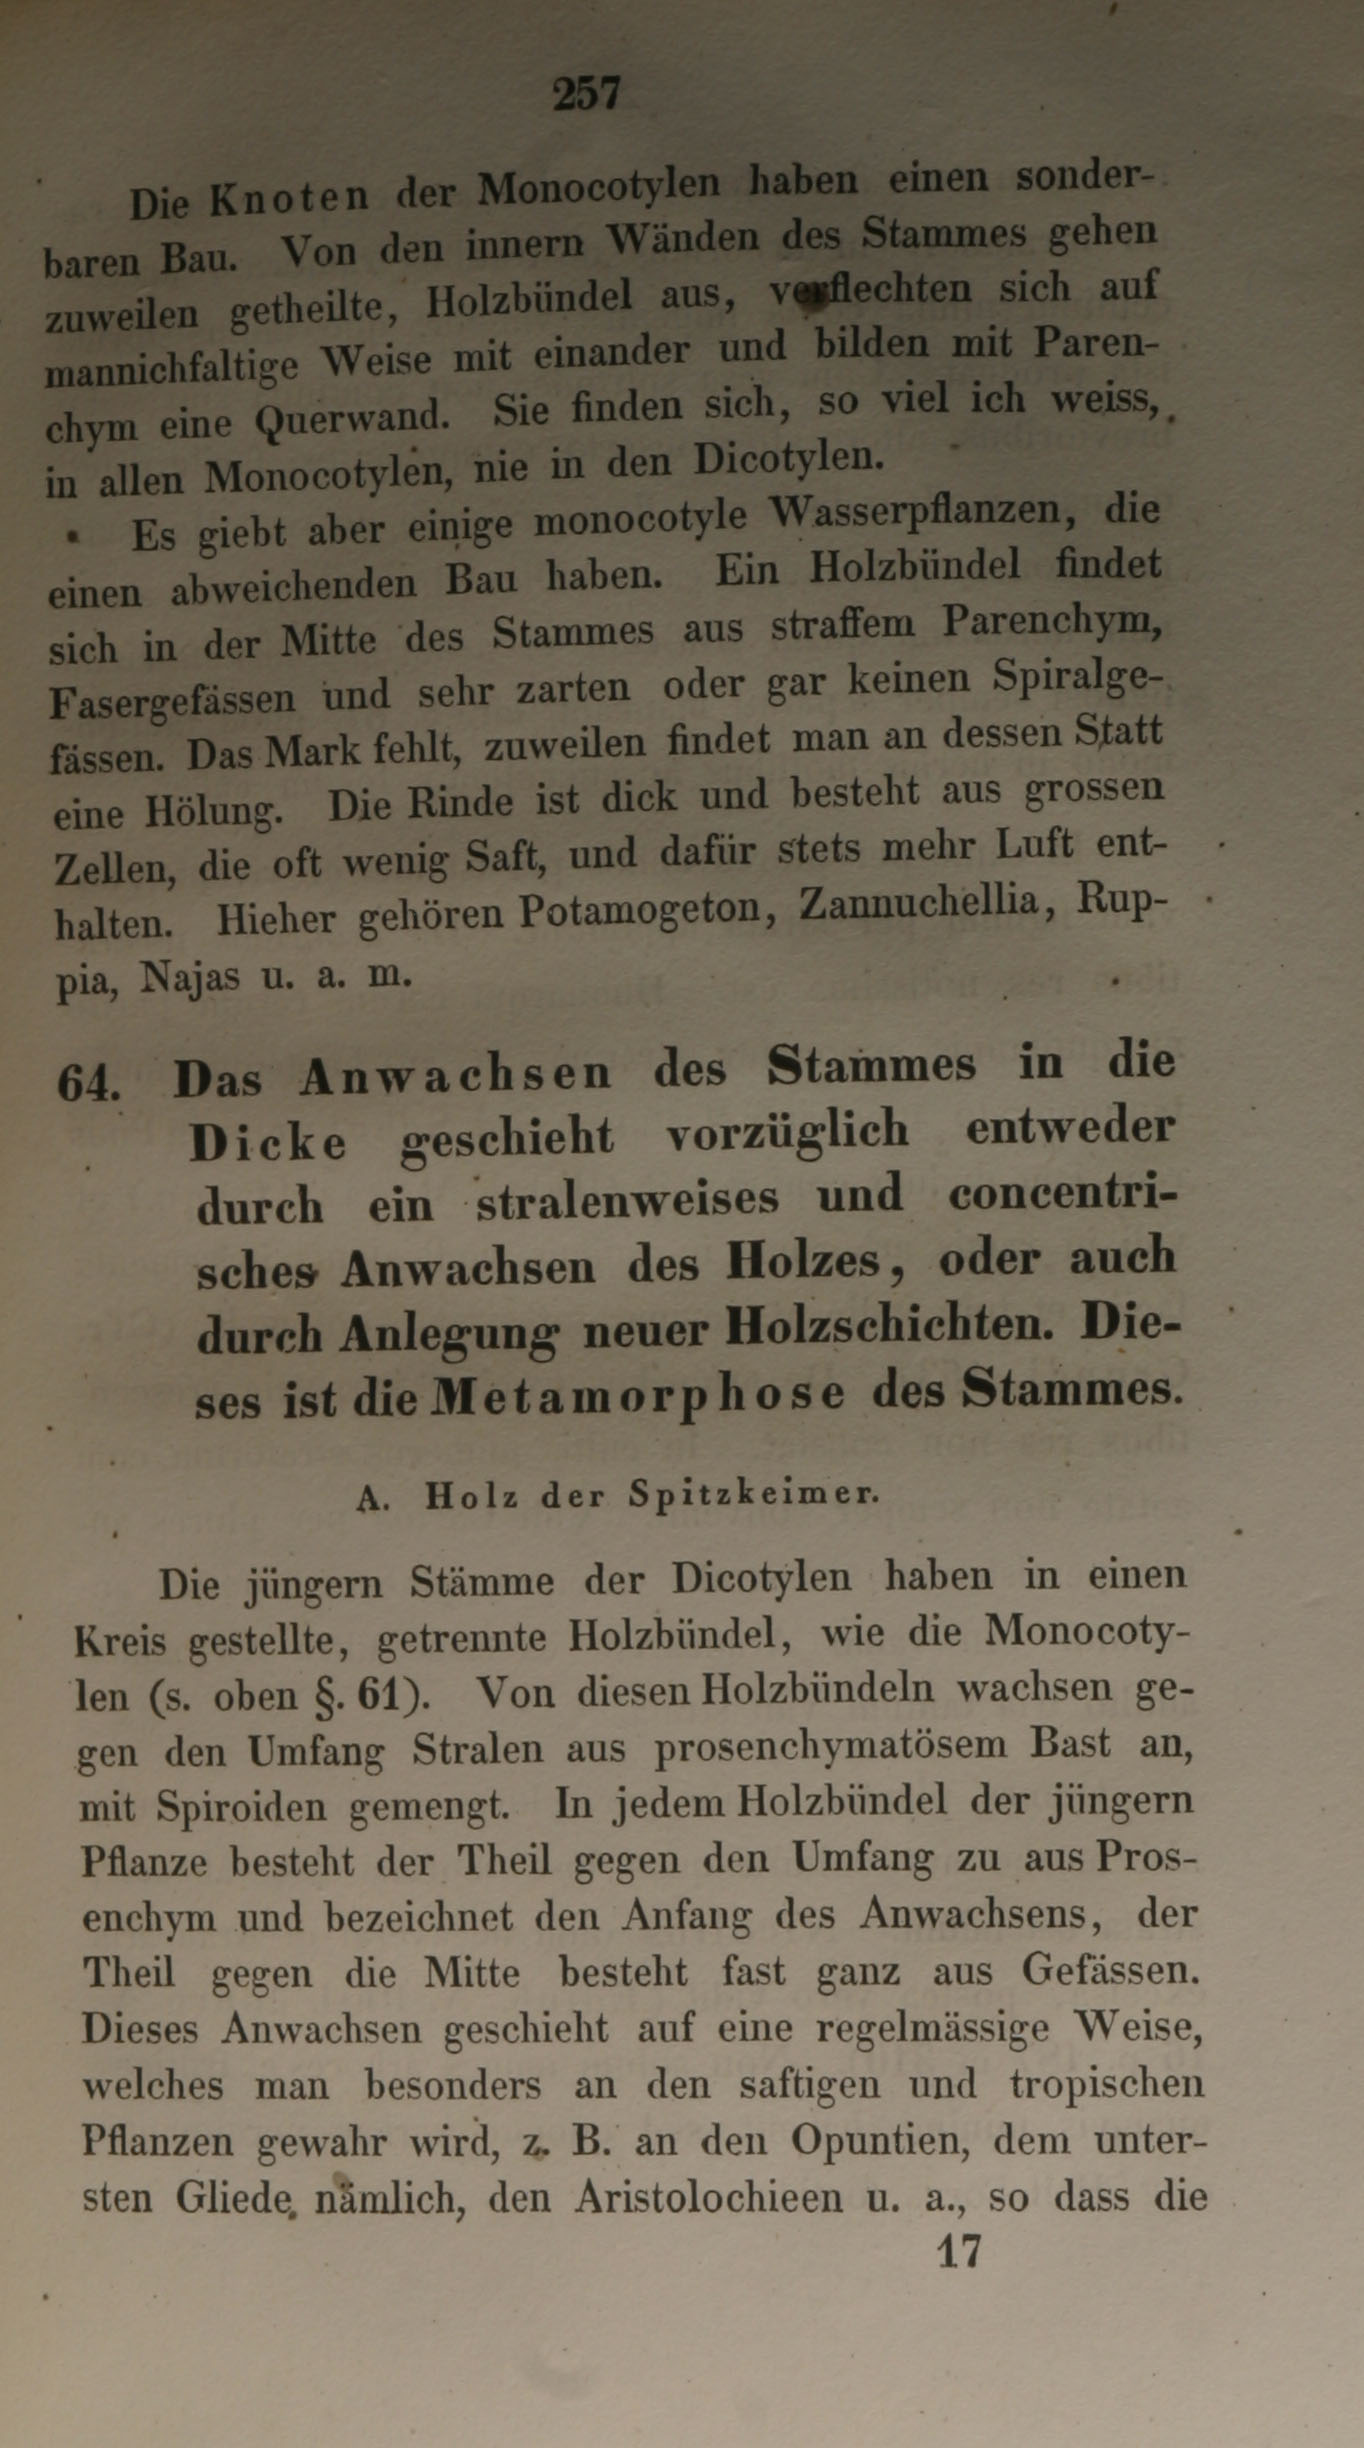 257
Die Knoten der Monocotylen haben einen sonder-
baren Bau. Von den innern Wänden des Stammes gehen
zuweilen getheilte, Holzbündel aus, verflechten sich auf
mannichfaltige Weise mit einander und bilden mit Paren-
chym eine Querwand. Sie finden sich, so viel ich weiss,
in allen Monocotylen, nie in den Dicotylen.
Es giebt aber einige monocotyle Wasserpflanzen, die
einen abweichenden Bau haben. Ein Holzbündel findet
sich in der Mitte des Stammes aus straffem Parenchym,
Fasergefässen und sehr zarten oder gar keinen Spiralge-
fässen. Das Mark fehlt, zuweilen findet man an dessen Statt
eine Hölung. Die Rinde ist dick und besteht aus grossen
Zellen, die oft wenig Saft, und dafür stets mehr Luft ent-
halten. Hieher gehören Potamogeton, Zannuchellia, Rup-
pia, Najas u. a. m.
64. Das Anwachsen des Stammes in die
Dicke geschieht vorzüglich entweder
durch ein stralenweises und concentri-
sches Anwachsen des Holzes, oder auch
durch Anlegung neuer Holzschichten. Die-
ses ist die Metamorphose des Stammes.
A. Holz der Spitzkeimer.
Die jüngern Stämme der Dicotylen haben in einen
Kreis gestellte, getrennte Holzbündel, wie die Monocoty-
len (s. oben §. 61). Von diesen Holzbündeln wachsen ge-
gen den Umfang Stralen aus prosenchymatösem Bast an,
mit Spiroiden gemengt. In jedem Holzbündel der jüngern
Pflanze besteht der Theil gegen den Umfang zu aus Pros-
enchym und bezeichnet den Anfang des Anwachsens, der
Theil gegen die Mitte besteht fast ganz aus Gefässen.
Dieses Anwachsen geschieht auf eine regelmässige Weise,
welches man besonders an den saftigen und tropischen
Pflanzen gewahr wird, z. B. an den Opuntien, dem unter-
sten Gliede nämlich, den Aristolochieen u. a., so dass die
17